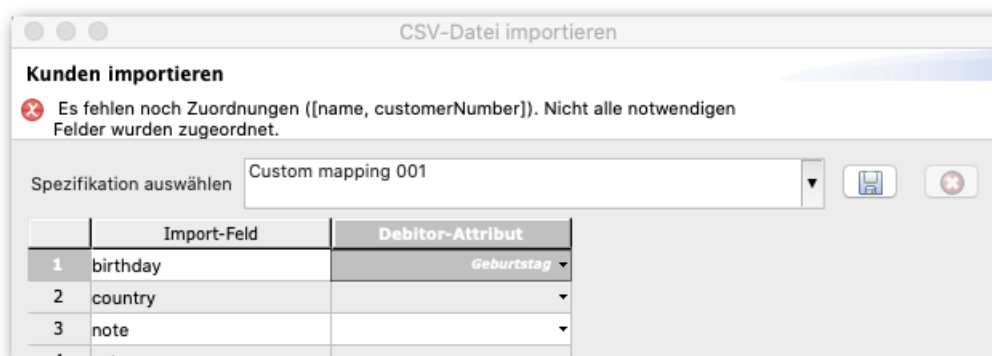 CSV-Datei importieren
Kunden importieren
Es fehlen noch Zuordnungen ([name, customerNumber]). Nicht alle notwendigen
Felder wurden zugeordnet.
Spezifikation auswählen Custom mapping 001
Import-Feld Debitor-Attribut
1 birthday Geburtstag
2 country
3 note